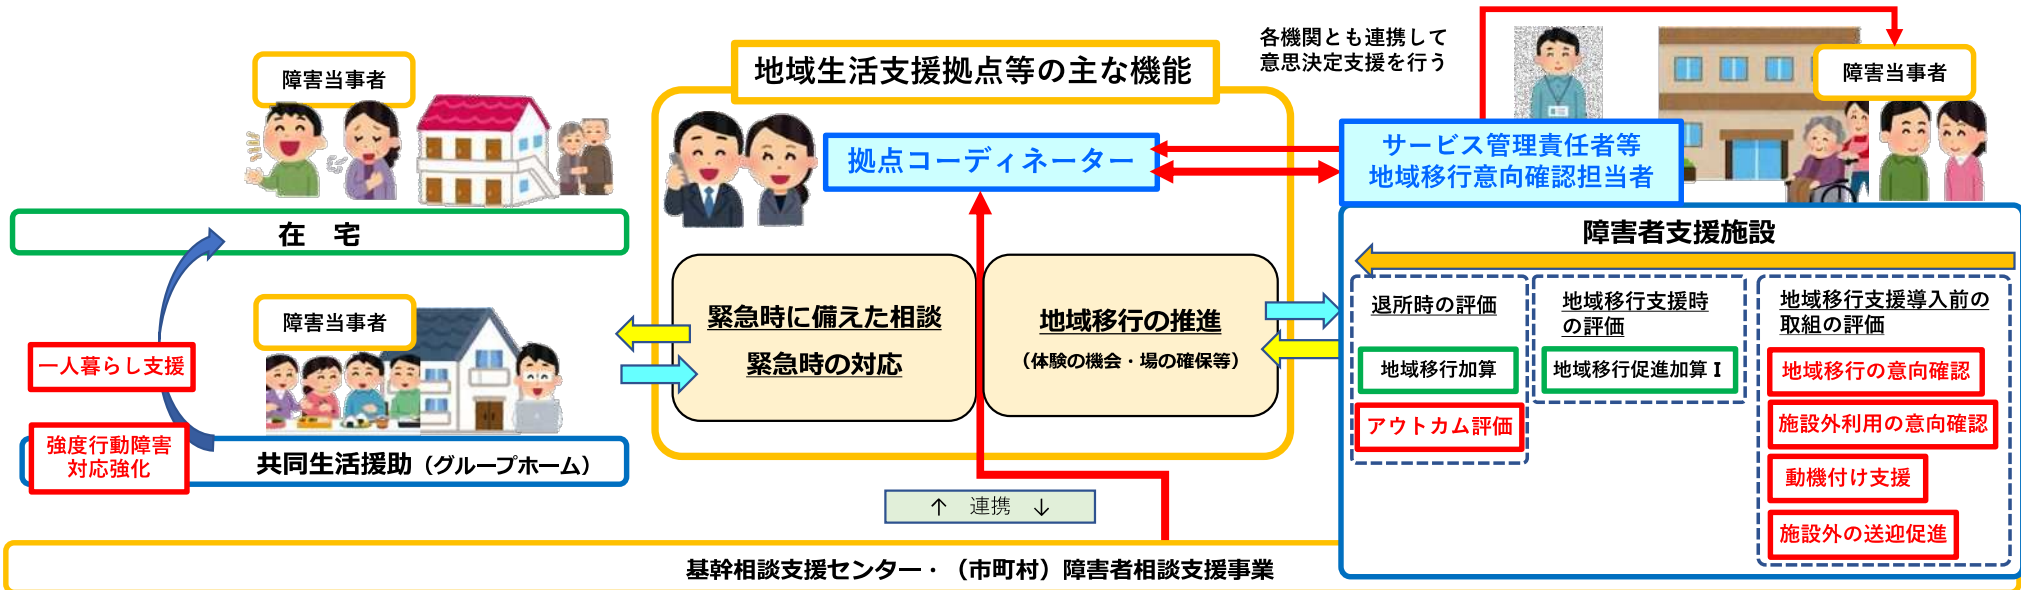 障害当事者
在　宅
障害当事者
一人暮らし支援
強度行動障害
対応強化
共同生活援助（グループホーム）
地域生活支援拠点等の主な機能
拠点コーディネーター
緊急時に備えた相談
緊急時の対応
地域移行の推進
（体験の機会・場の確保等）
↑　連携　↓
各機関とも連携して
意思決定支援を行う
サービス管理責任者等
地域移行意向確認担当者
障害当事者
障害者支援施設
退所時の評価
地域移行加算
アウトカム評価
地域移行支援時
の評価
地域移行促進加算Ⅰ
地域移行支援導入前の
取組の評価
地域移行の意向確認
施設外利用の意向確認
動機付け支援
施設外の送迎促進
基幹相談支援センター・（市町村）障害者相談支援事業